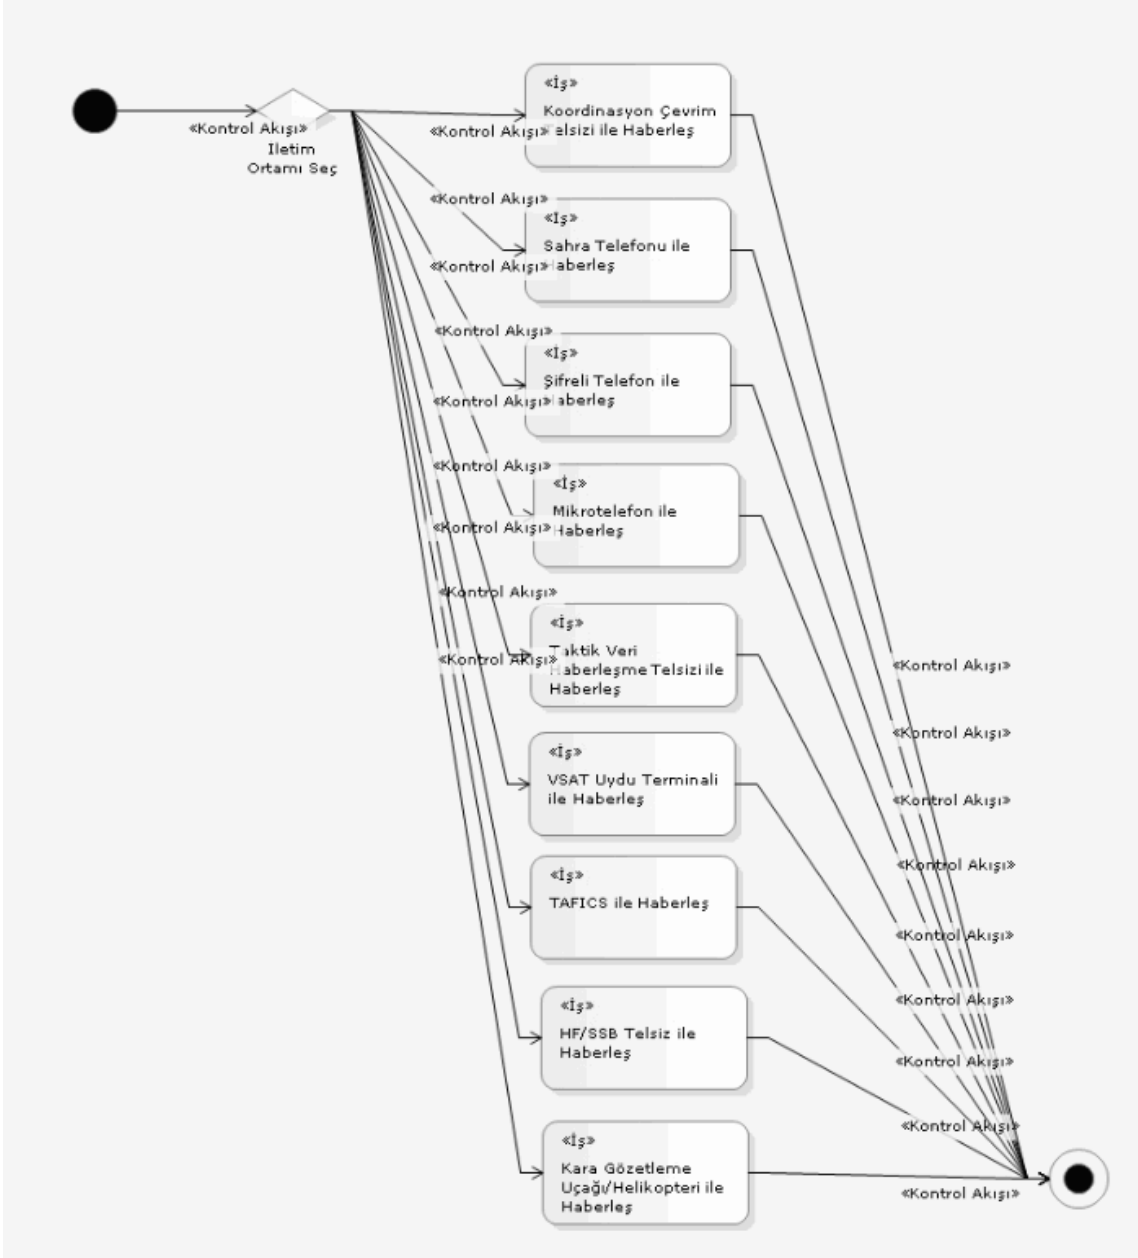 «Kontrol Akışı»
Iletim
Ortamı Seç
«İş»
Koordinasyon Çevrim
Telsizi ile Haberleş
«Kontrol Akışı»
«Kontrol Akışı»
«İş»
Sahra Telefonu ile
Haberleş
«Kontrol Akışı»
«Kontrol Akışı»
«İş»
Şifreli Telefon ile
Haberleş
«Kontrol Akışı»
«Kontrol Akışı»
«İş»
Mikrotelefon ile
Haberleş
«Kontrol Akışı»
«Kontrol Akışı»
«İş»
Taktik Veri
Haberleşme Telsizi ile
Haberleş
«Kontrol Akışı»
«İş»
VSAT Uydu Terminali
ile Haberleş
«İş»
TAFICS ile Haberleş
«İş»
HF/SSB Telsiz ile
Haberleş
«İş»
Kara Gözetleme
Uçağı/Helikopteri ile
Haberleş
«Kontrol Akışı»
«Kontrol Akışı»
«Kontrol Akışı»
«Kontrol Akışı»
«Kontrol Akışı»
«Kontrol Akışı»
«Kontrol Akışı»
«Kontrol Akışı»
«Kontrol Akışı»